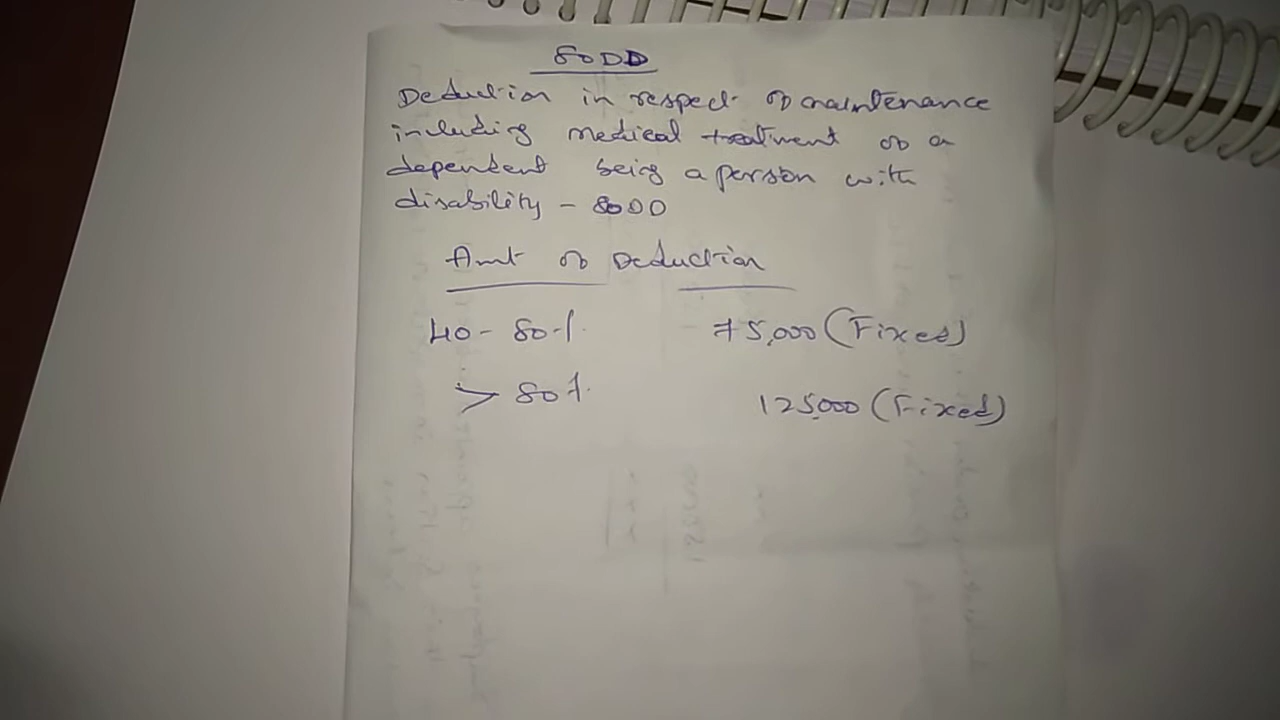 80DD
Deduction in respect of maintenance
including medical treatment of a
dependent being a person with
disability - 80DD
Amt of Deduction
40-80% 75,000 (Fixed)
> 80% 125,000 (Fixed)